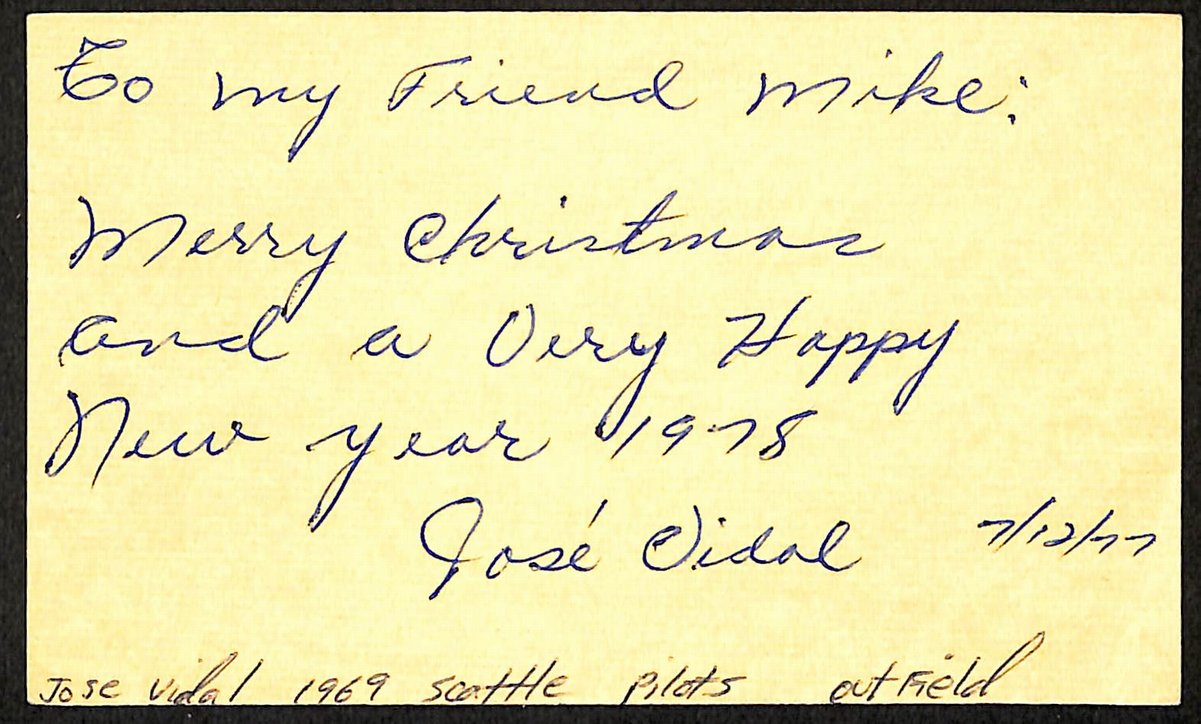 To my Friend Mike:
Merry Christmas
and a Very Happy
New year 1978
José Vidal 7/12/77
Jose Vidal 1969 Seattle Pilots outfield